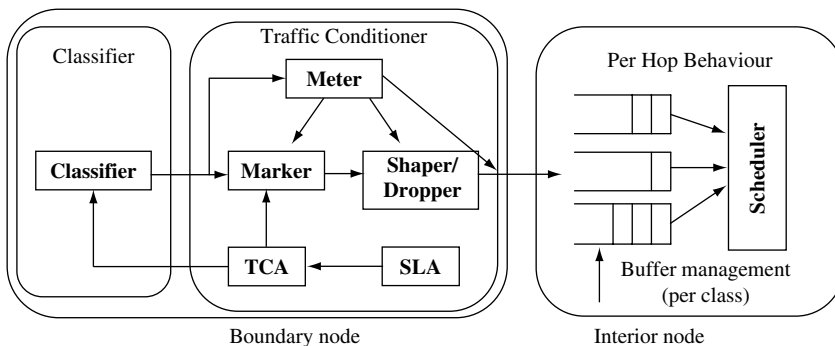 Classifier
Traffic Conditioner
Per Hop Behaviour
Meter
Classifier
Marker
Shaper/
Dropper
Scheduler
TCA
SLA
Buffer management
(per class)
Boundary node
Interior node